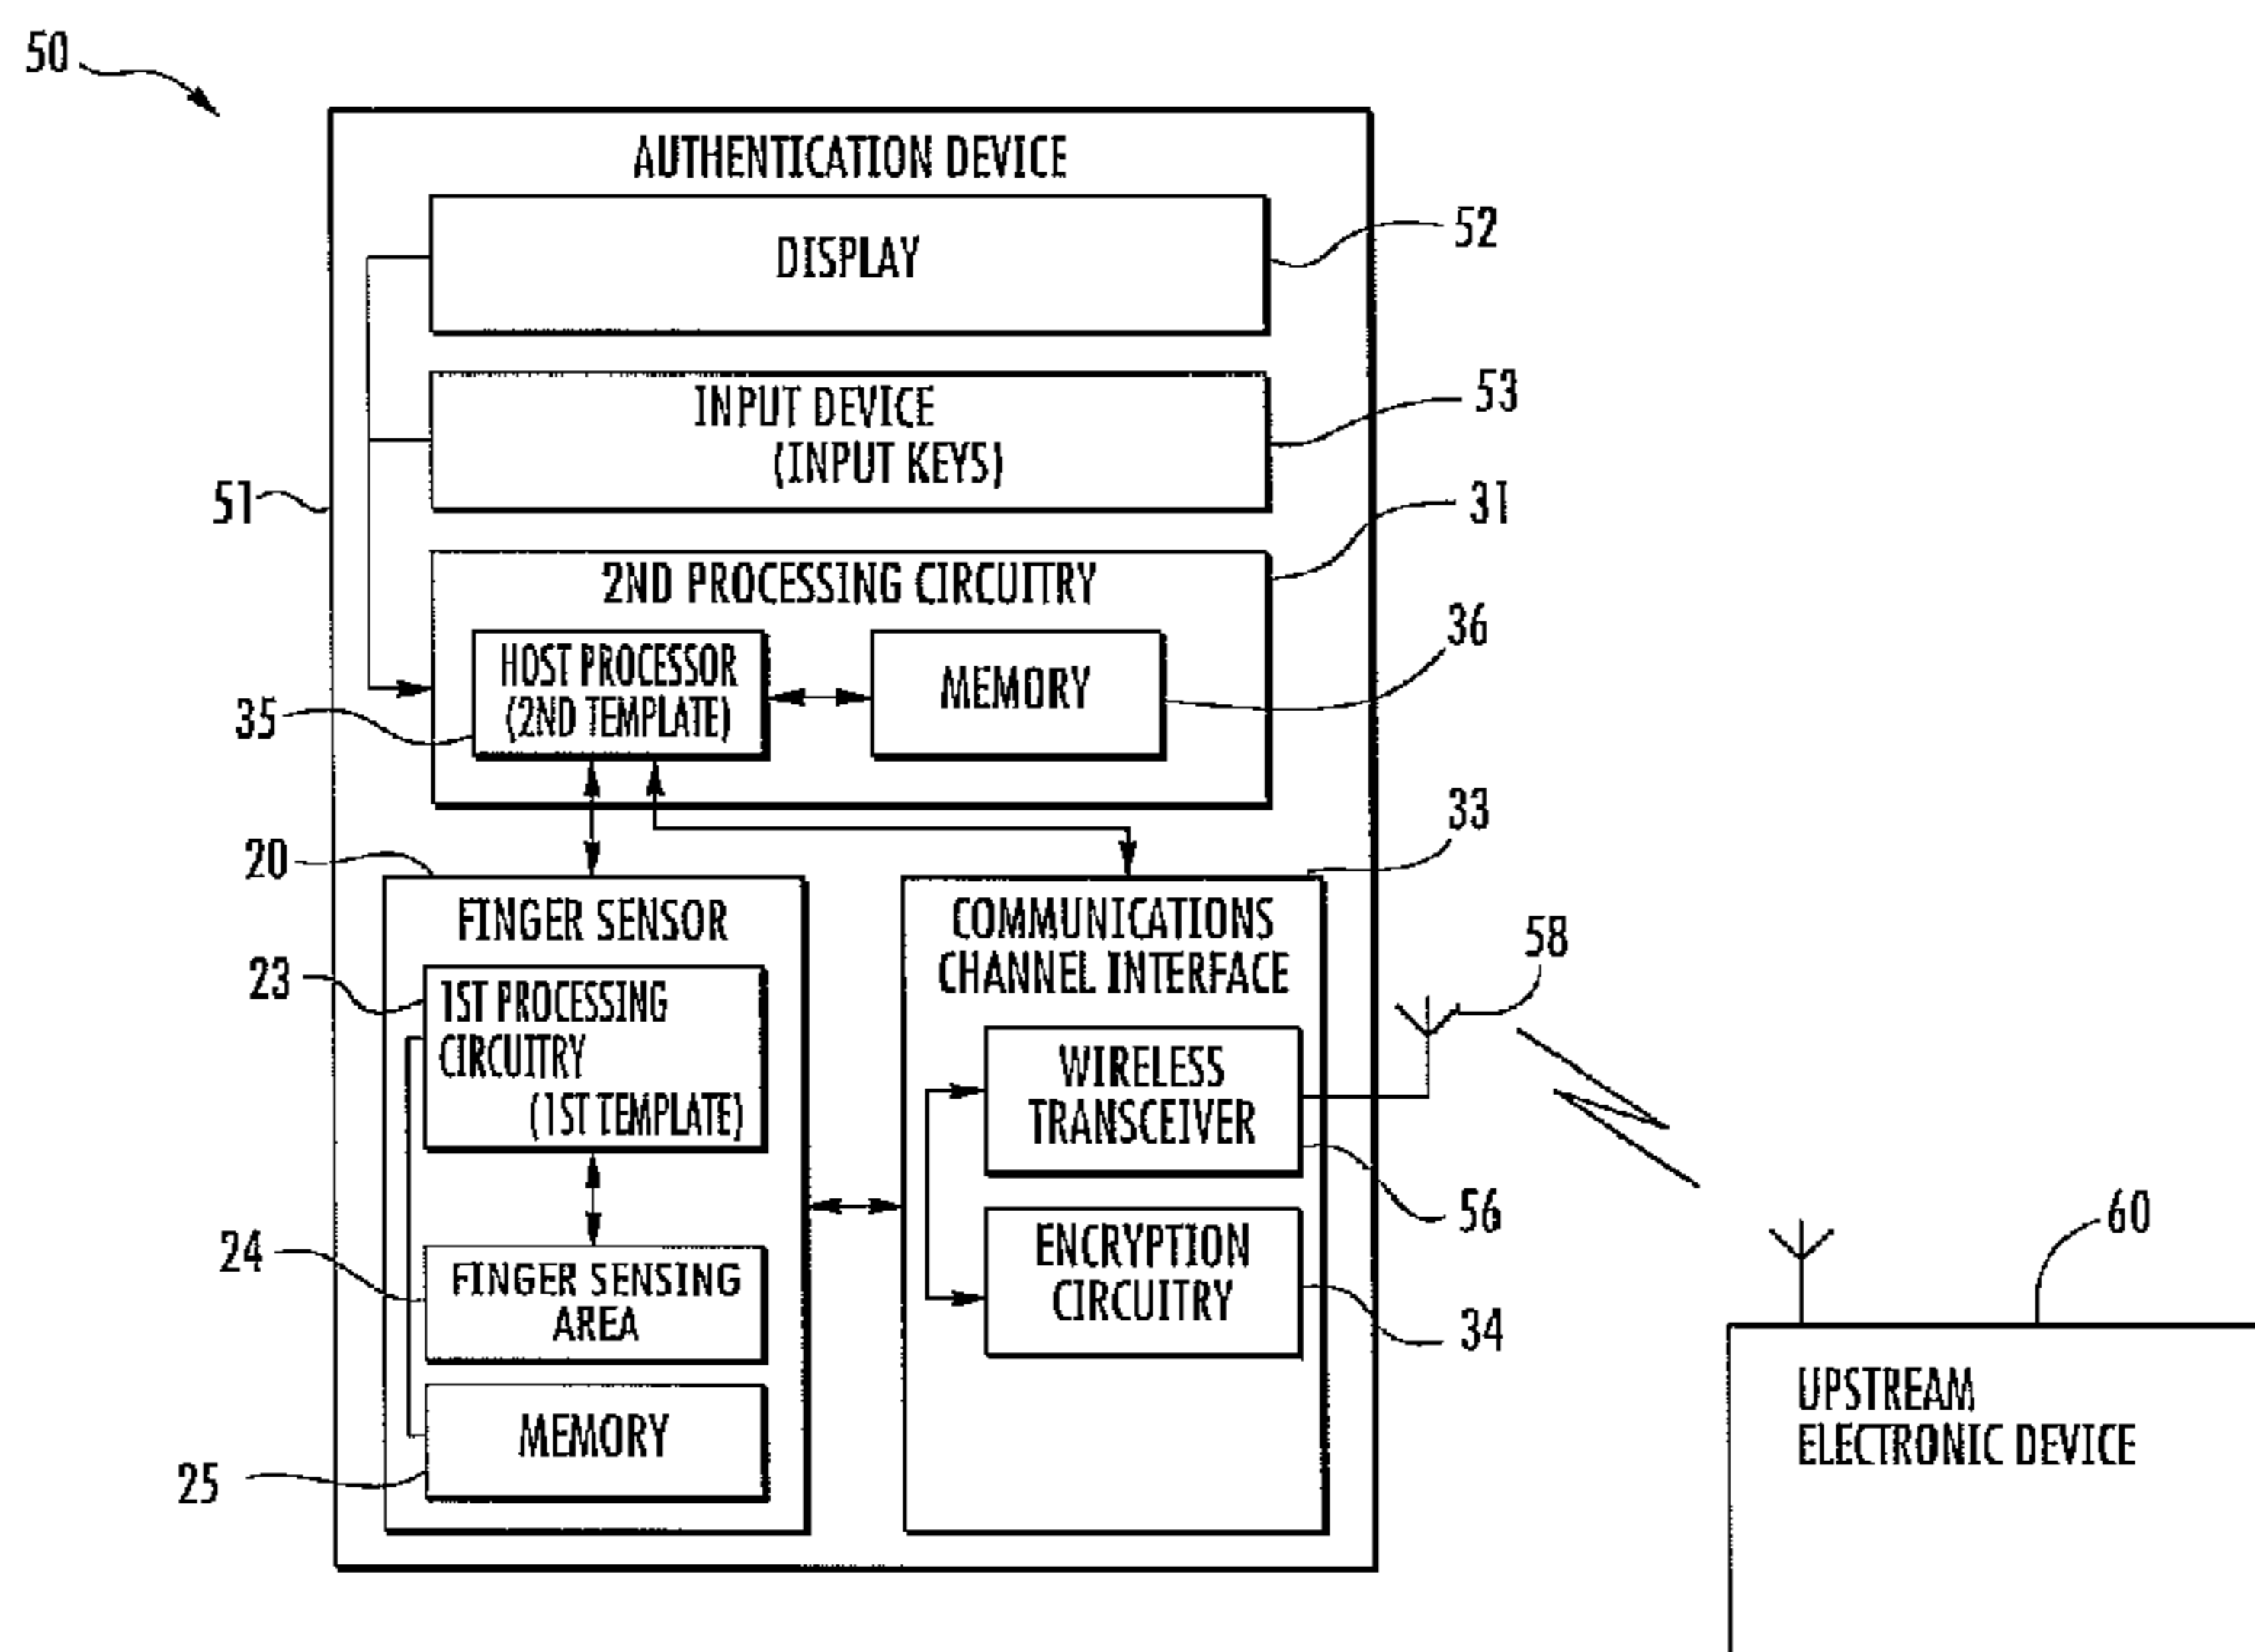 50
AUTHENTICATION DEVICE
DISPLAY
52
INPUT DEVICE
(INPUT KEYS)
53
51
31
2ND PROCESSING CIRCUITRY
HOST PROCESSOR
(2ND TEMPLATE)
MEMORY
36
35
33
20
FINGER SENSOR
23
1ST PROCESSING
CIRCUITRY
(1ST TEMPLATE)
24
FINGER SENSING
AREA
MEMORY
25
COMMUNICATIONS
CHANNEL INTERFACE
58
WIRELESS
TRANSCEIVER
56
ENCRYPTION
CIRCUITRY
34
60
UPSTREAM
ELECTRONIC DEVICE